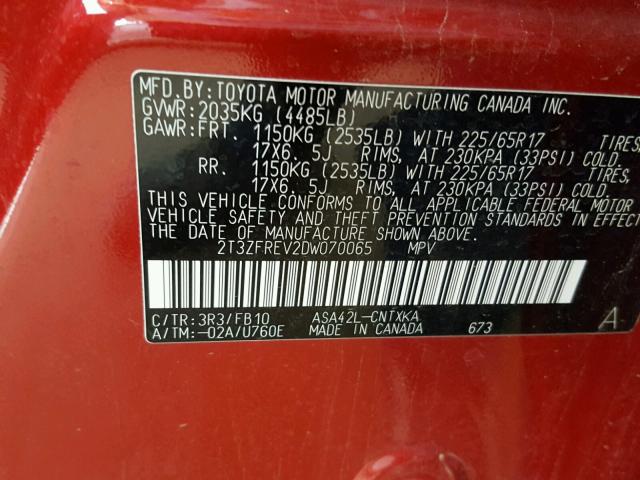 MFD. BY: TOYOTA MOTOR MANUFACTURING CANADA INC.
GVWR: 2035KG (4485LB)
GAWR: FRT. 1150KG (2535LB) WITH 225/65R17 TIRES,
17X6. 5J RIMS, AT 230KPA (33PSI) COLD.
RR. 1150KG (2535LB) WITH 225/65R17 TIRES,
17X6. 5J RIMS, AT 230KPA (33PSI) COLD.
THIS VEHICLE CONFORMS TO ALL APPLICABLE FEDERAL MOTOR
VEHICLE SAFETY AND THEFT PREVENTION STANDARDS IN EFFECT
THE DATE OF MANUFACTURE SHOWN ABOVE.
2T3ZFREV2DW070065 MPV
C/TR: 3R3/FB10 ASA42L-CNTXKA
A/TM: -02A/U760E MADE IN CANADA 673 A